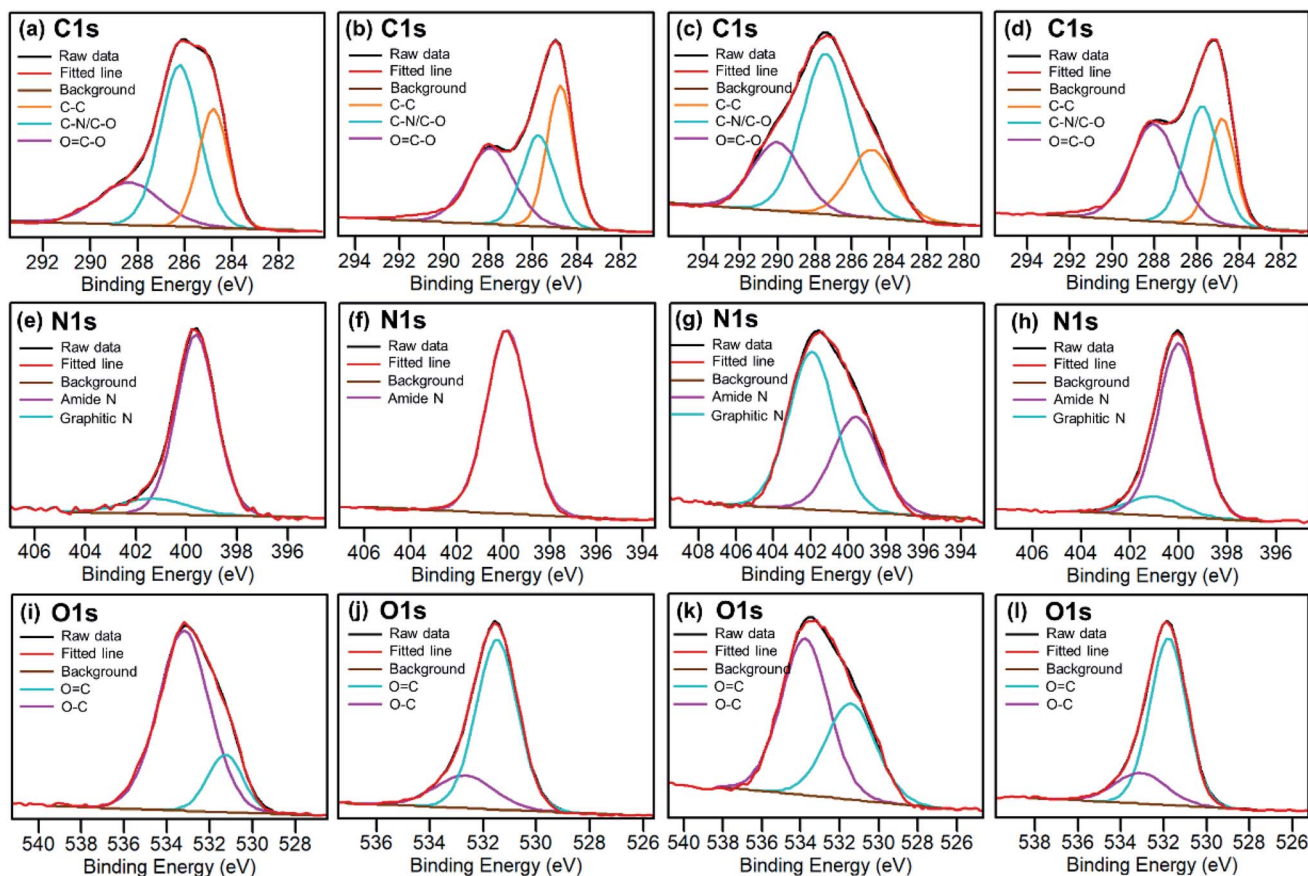 (a) C1s
Raw data
Fitted line
Background
C-C
C-N/C-O
O=C-O
292 290 288 286 284 282
Binding Energy (eV)
(b) C1s
Raw data
Fitted line
Background
C-C
C-N/C-O
O=C-O
294 292 290 288 286 284 282
Binding Energy (eV)
(c) C1s
Raw data
Fitted line
Background
C-C
C-N/C-O
O=C-O
294 292 290 288 286 284 282 280
Binding Energy (eV)
(d) C1s
Raw data
Fitted line
Background
C-C
C-N/C-O
O=C-O
294 292 290 288 286 284 282
Binding Energy (eV)
(e) N1s
Raw data
Fitted line
Background
Amide N
Graphitic N
406 404 402 400 398 396
Binding Energy (eV)
(f) N1s
Raw data
Fitted line
Background
Amide N
406 404 402 400 398 396 394
Binding Energy (eV)
(g) N1s
Raw data
Fitted line
Background
Amide N
Graphitic N
408 406 404 402 400 398 396 394
Binding Energy (eV)
(h) N1s
Raw data
Fitted line
Background
Amide N
Graphitic N
406 404 402 400 398 396
Binding Energy (eV)
(i) O1s
Raw data
Fitted line
Background
O=C
O-C
540 538 535 533 530 528
Binding Energy (eV)
(j) O1s
Raw data
Fitted line
Background
O=C
O-C
536 534 532 530 528 526
Binding Energy (eV)
(k) O1s
Raw data
Fitted line
Background
O=C
O-C
540 538 536 534 532 530 528 526
Binding Energy (eV)
(l) O1s
Raw data
Fitted line
Background
O=C
O-C
538 536 534 532 530 528 526
Binding Energy (eV)